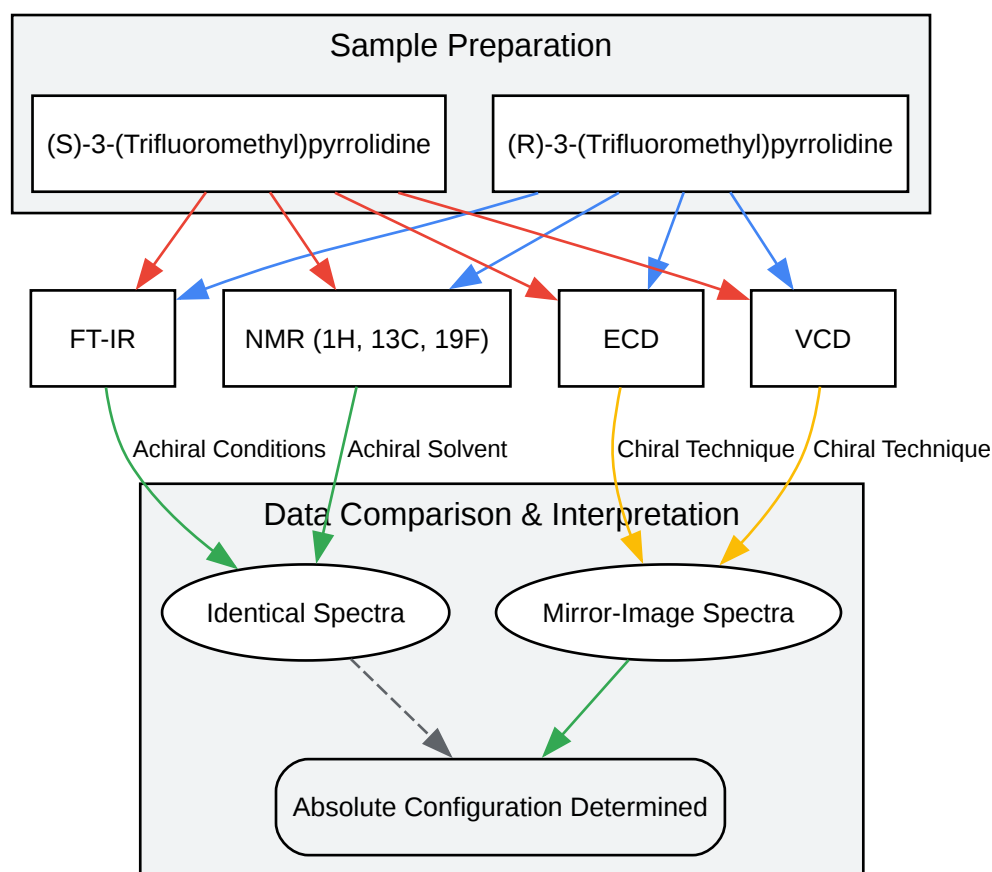 Sample Preparation
(S)-3-(Trifluoromethyl)pyrrolidine
(R)-3-(Trifluoromethyl)pyrrolidine
FT-IR
NMR (1H, 13C, 19F)
ECD
VCD
Achiral Conditions
Achiral Solvent
Chiral Technique
Chiral Technique
Data Comparison & Interpretation
Identical Spectra
Mirror-Image Spectra
Absolute Configuration Determined